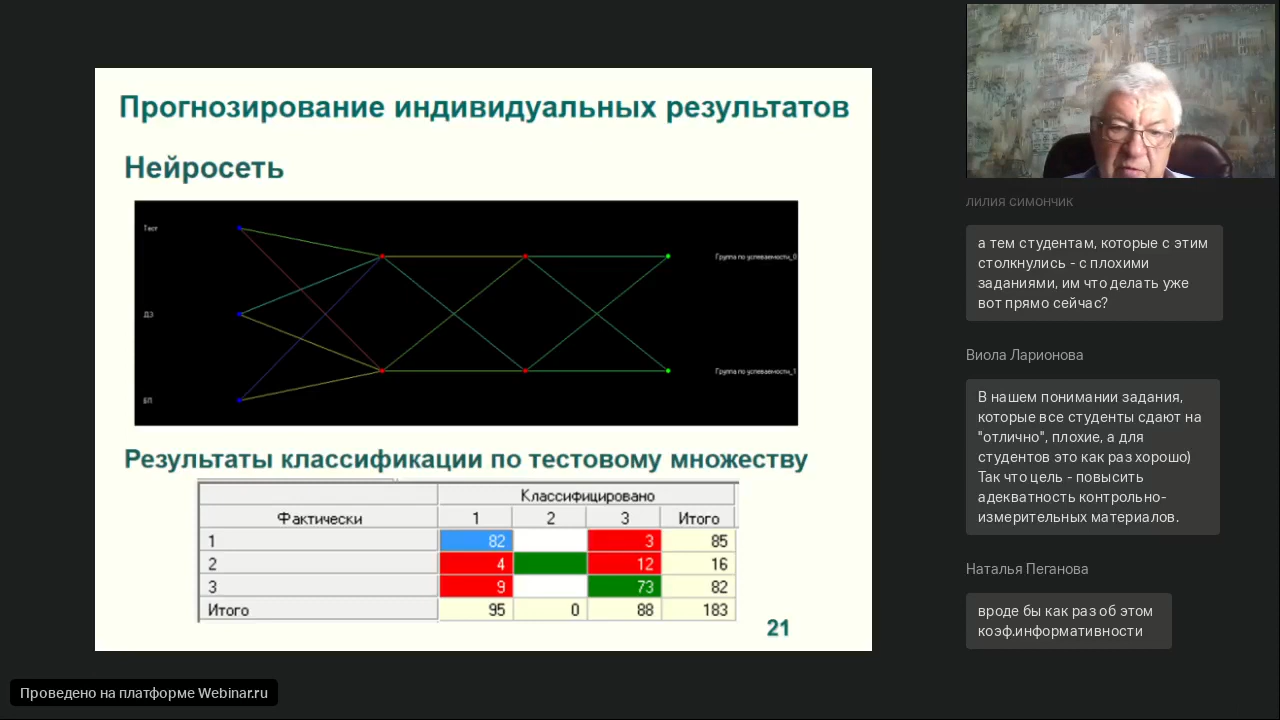 Прогнозирование индивидуальных результатов
Нейросеть
Тест
ДЗ
БП
Группа по успеваемости_0
Группа по успеваемости_1
Результаты классификации по тестовому множеству
Классифицировано
Фактически 1 2 3 Итого
1 82 3 85
2 4 12 16
3 9 73 82
Итого 95 0 88 183
21
Проведено на платформе Webinar.ru
лилия симончик
а тем студентам, которые с этим
столкнулись - с плохими
заданиями, им что делать уже
вот прямо сейчас?
Виола Ларионова
В нашем понимании задания,
которые все студенты сдают на
"отлично", плохие, а для
студентов это как раз хорошо)
Так что цель - повысить
адекватность контрольно-
измерительных материалов.
Наталья Пеганова
вроде бы как раз об этом
коэф.информативности